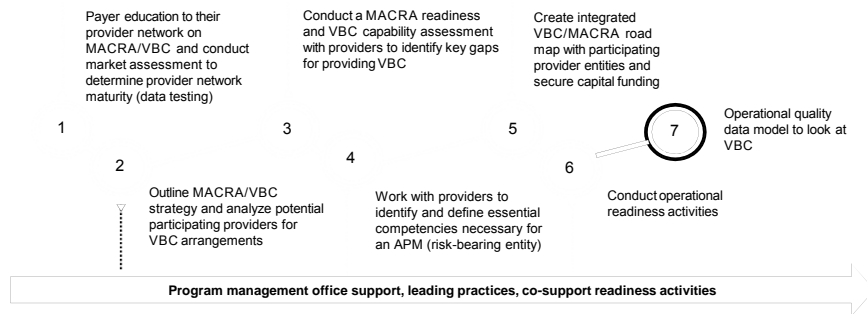 1
Payer education to their
provider network on
MACRA/VBC and conduct
market assessment to
determine provider network
maturity (data testing)
2
Outline MACRA/VBC
strategy and analyze potential
participating providers for
VBC arrangements
3
Conduct a MACRA readiness
and VBC capability assessment
with providers to identify key gaps
for providing VBC
4
Work with providers to
identify and define essential
competencies necessary for
an APM (risk-bearing entity)
5
Create integrated
VBC/MACRA road
map with participating
provider entities and
secure capital funding
6
Conduct operational
readiness activities
7
Operational quality
data model to look at
VBC
Program management office support, leading practices, co-support readiness activities